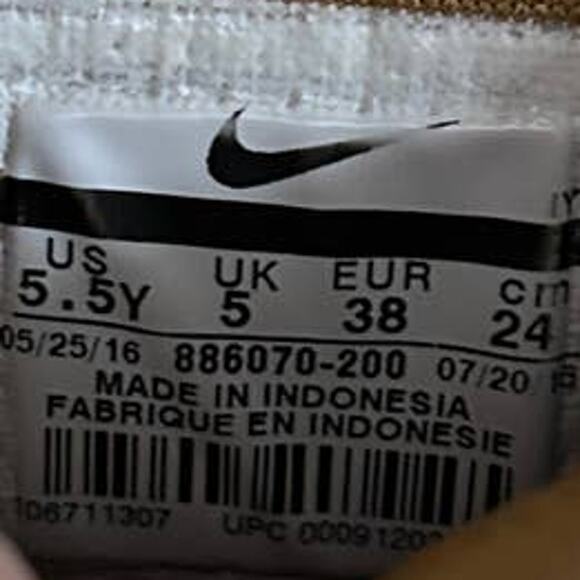 US UK EUR cm
5.5Y 5 38 24
05/25/16 886070-200 07/20
MADE IN INDONESIA
FABRIQUE EN INDONESIE
106711307 UPC 00091202